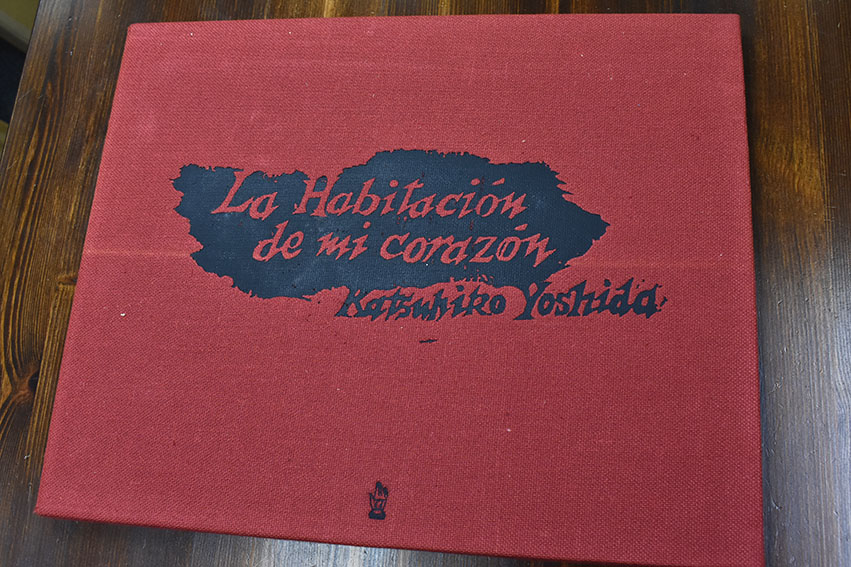 La Habitación
de mi corazón
Katsuhiko Yoshida